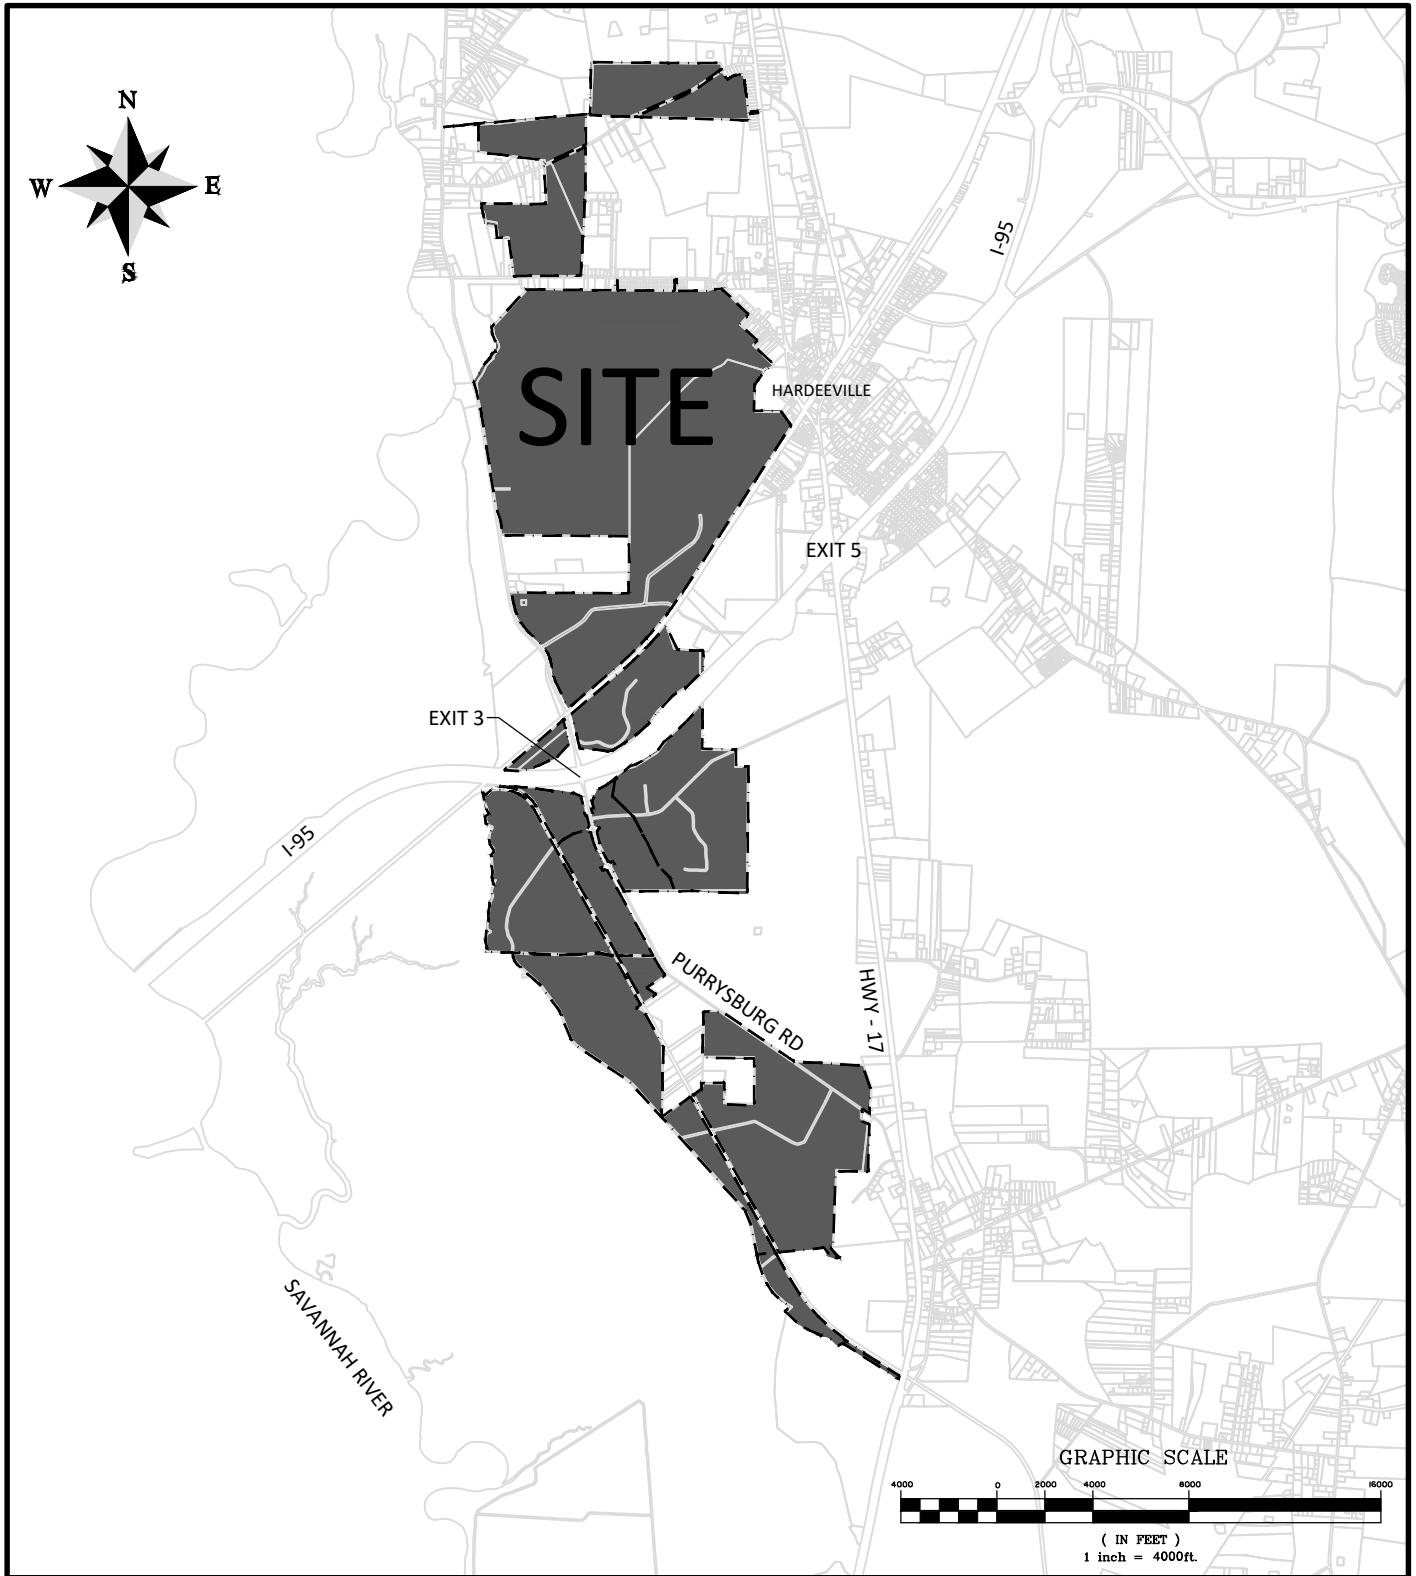 N
W
E
S
I-95
SITE
HARDEEVILLE
EXIT 5
EXIT 3
I-95
PURRYSBURG RD
HWY - 17
SAVANNAH RIVER
GRAPHIC SCALE
4000 0 2000 4000 8000 16000
( IN FEET )
1 inch = 4000ft.